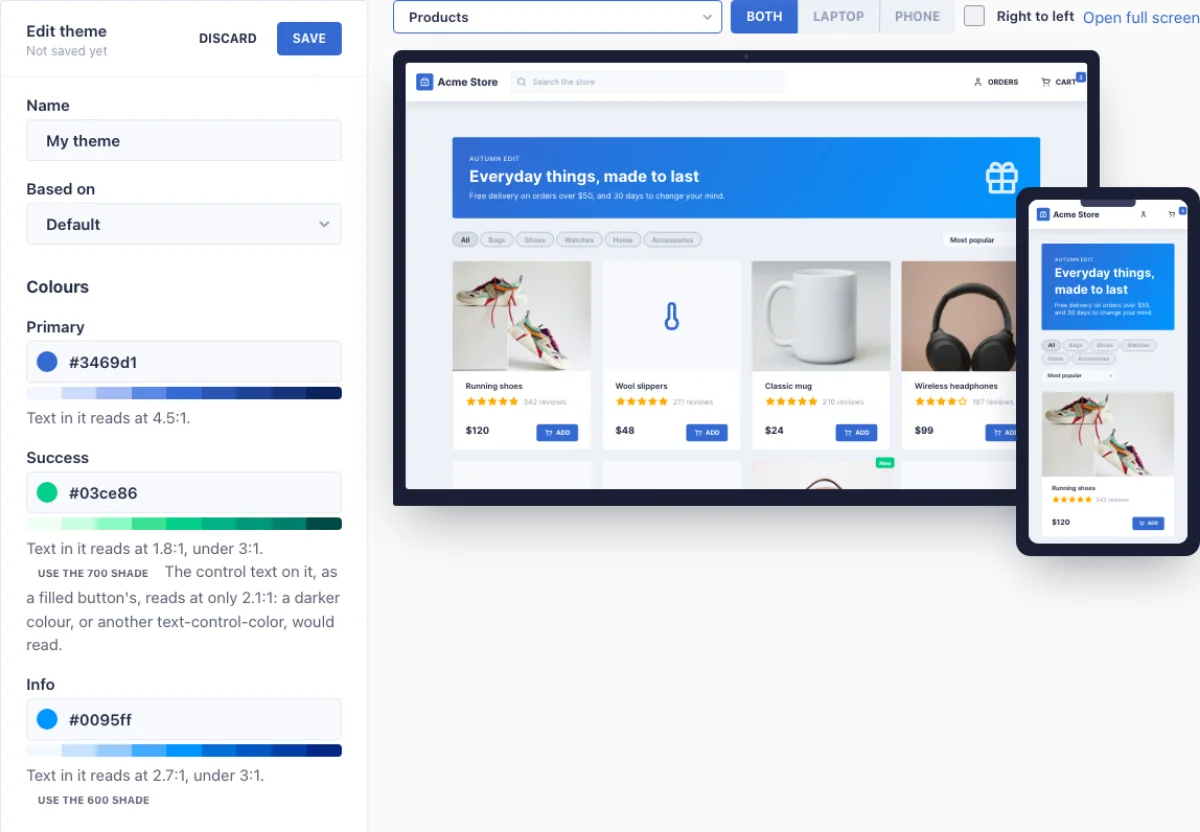 Edit theme
Not saved yet
DISCARD
SAVE
Name
My theme
Based on
Default
Colours
Primary
#3469d1
Text in it reads at 4.5:1.
Success
#03ce86
Text in it reads at 1.8:1, under 3:1.
USE THE 700 SHADE The control text on it, as
a filled button's, reads at only 2.1:1: a darker
colour, or another text-control-color, would
read.
Info
#0095ff
Text in it reads at 2.7:1, under 3:1.
USE THE 600 SHADE
Products
BOTH
LAPTOP
PHONE
Right to left
Open full screen
Acme Store
Search the store
ORDERS
CART
3
AUTUMN EDIT
Everyday things, made to last
Free delivery on orders over $50, and 30 days to change your mind.
All
Bags
Shoes
Watches
Home
Accessories
Most popular
Running shoes
342 reviews
$120
ADD
Wool slippers
211 reviews
$48
ADD
Classic mug
210 reviews
$24
ADD
Wireless headphones
187 reviews
$99
ADD
New
Acme Store
AUTUMN EDIT
Everyday things,
made to last
Free delivery on orders over $50,
and 30 days to change your mind.
All
Bags
Shoes
Watches
Home
Accessories
Most popular
Running shoes
342 reviews
$120
ADD